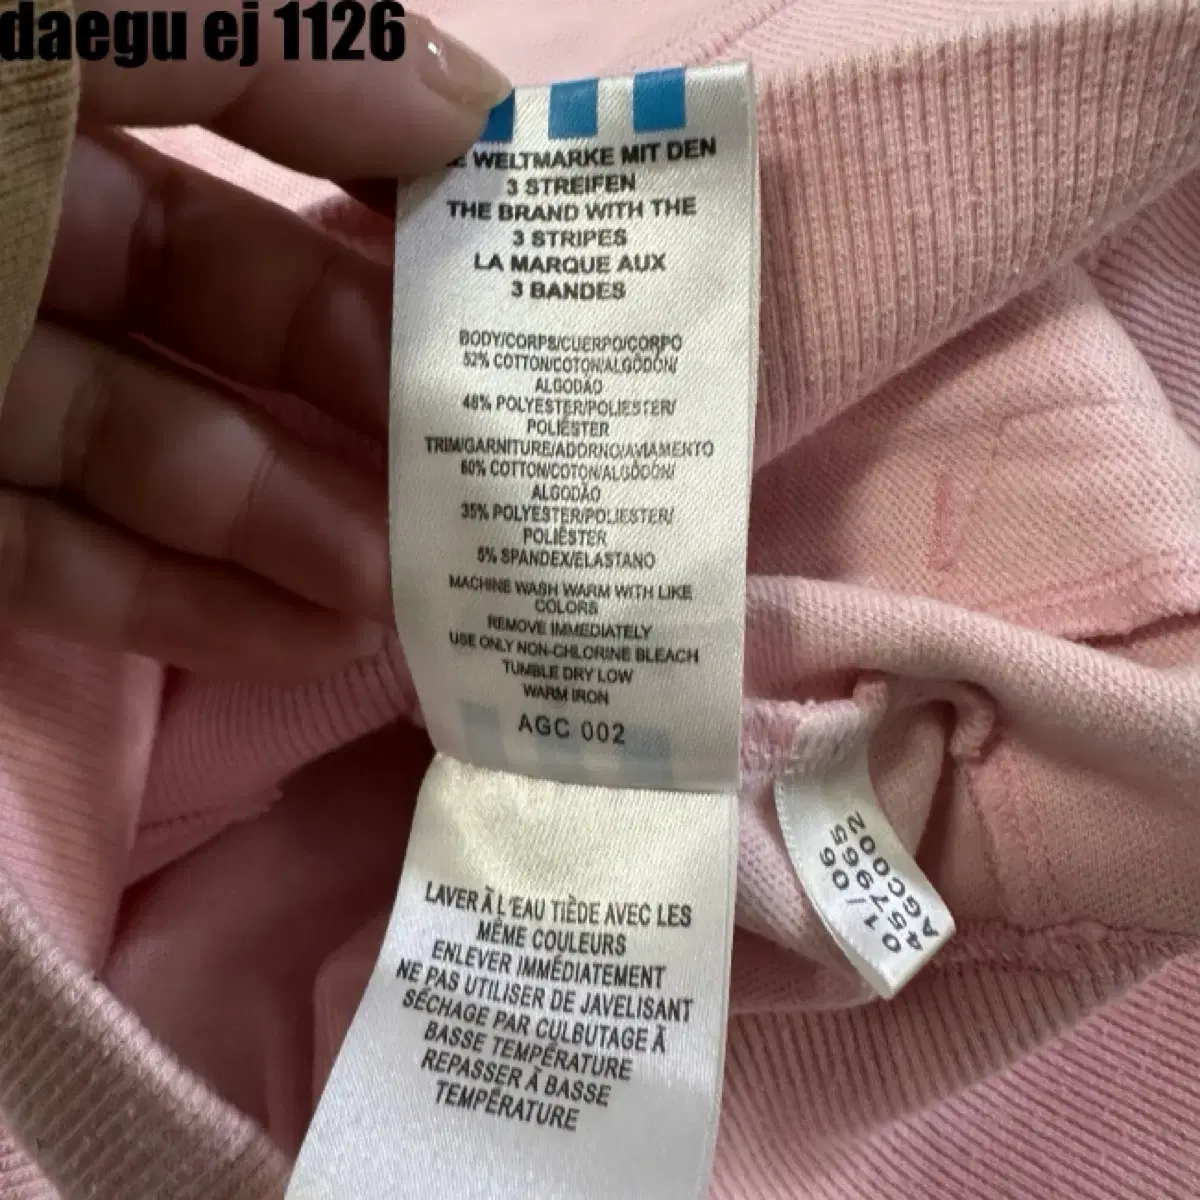 daegu ej 1126
WELTMARKE MIT DEN
3 STREIFEN
THE BRAND WITH THE
3 STRIPES
LA MARQUE AUX
3 BANDES
BODY/CORPS/CUERPO/CORPO
52% COTTON/COTON/ALGODÓN/
ALGODÃO
48% POLYESTER/POLIESTER/
POLIÉSTER
TRIM/GARNITURE/ADORNO/AVIAMENTO
60% COTTON/COTON/ALGODÓN/
ALGODÃO
35% POLYESTER/POLIESTER/
POLIÉSTER
5% SPANDEX/ELASTANO
MACHINE WASH WARM WITH LIKE
COLORS
REMOVE IMMEDIATELY
USE ONLY NON-CHLORINE BLEACH
TUMBLE DRY LOW
WARM IRON
AGC 002
LAVER À L'EAU TIÈDE AVEC LES
MÊME COULEURS
ENLEVER IMMÉDIATEMENT
NE PAS UTILISER DE JAVELISANT
SÉCHAGE PAR CULBUTAGE À
BASSE TEMPÉRATURE
REPASSER À BASSE
TEMPÉRATURE
01/06
457965
AGC002